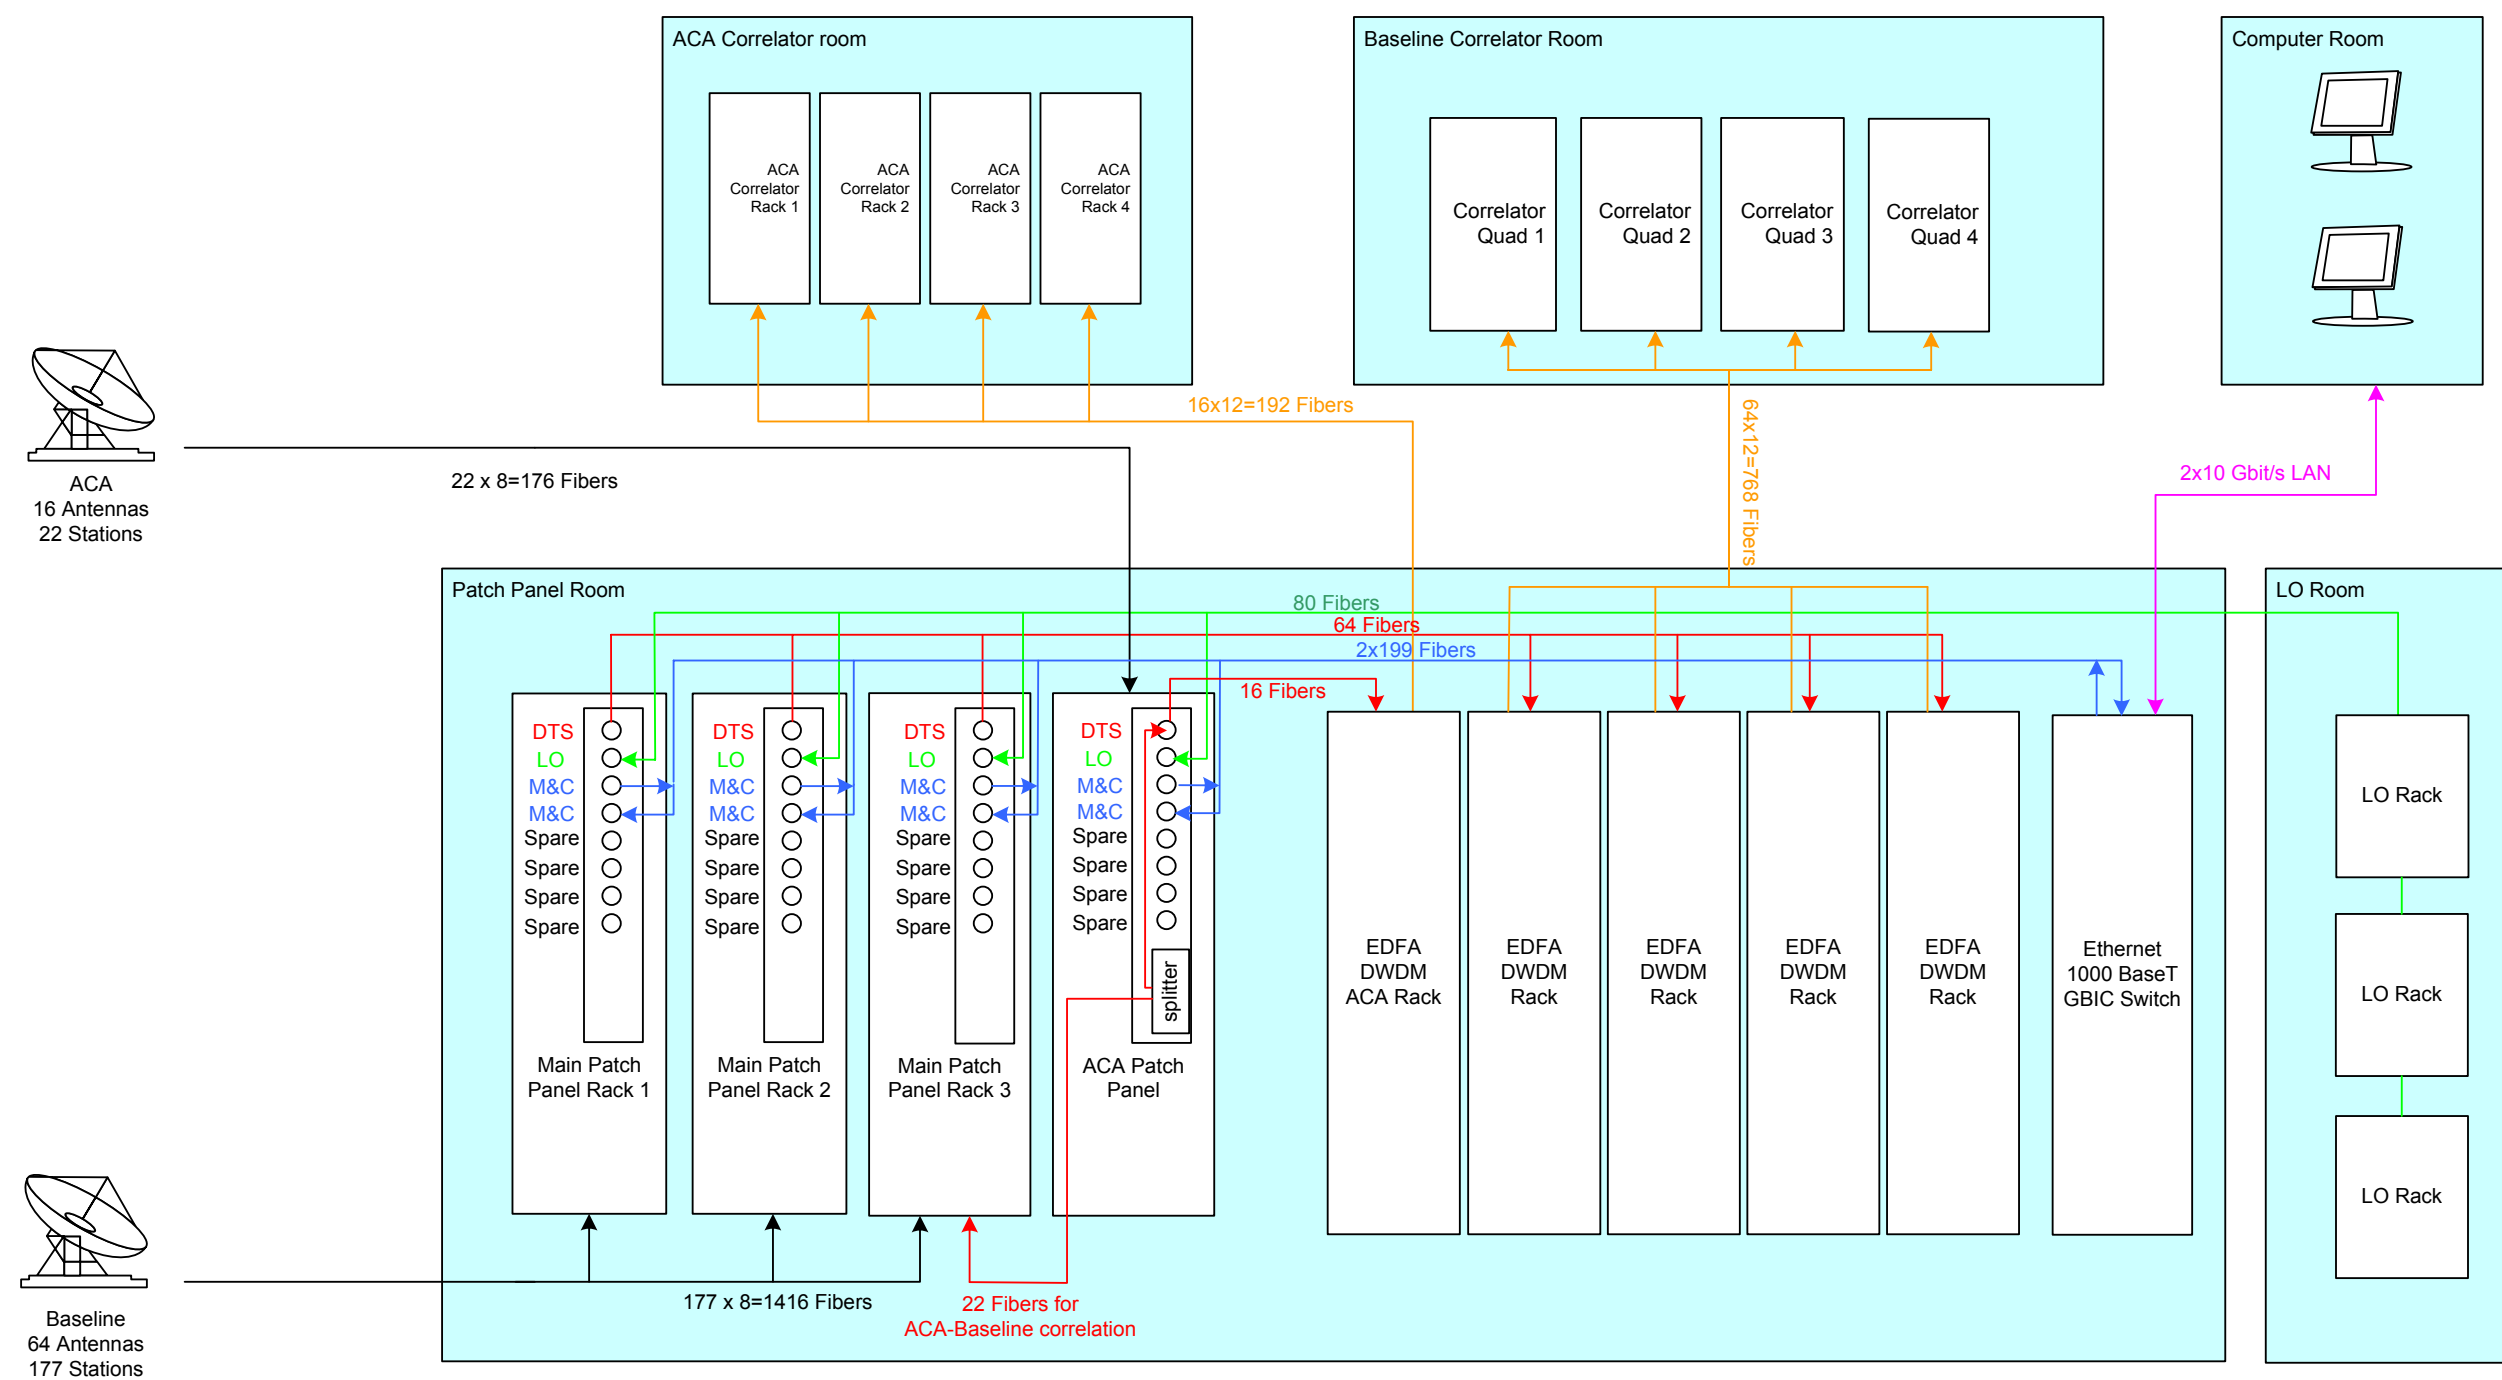 ACA Correlator room
Baseline Correlator Room
Computer Room
ACA
Correlator
Rack 1
ACA
Correlator
Rack 2
ACA
Correlator
Rack 3
ACA
Correlator
Rack 4
Correlator
Quad 1
Correlator
Quad 2
Correlator
Quad 3
Correlator
Quad 4
16x12=192 Fibers
64x12=768 Fibers
2x10 Gbit/s LAN
22 x 8=176 Fibers
ACA
16 Antennas
22 Stations
Patch Panel Room
LO Room
80 Fibers
64 Fibers
2x199 Fibers
16 Fibers
DTS
LO
M&C
M&C
Spare
Spare
Spare
Spare
Main Patch
Panel Rack 1
DTS
LO
M&C
M&C
Spare
Spare
Spare
Spare
Main Patch
Panel Rack 2
DTS
LO
M&C
M&C
Spare
Spare
Spare
Spare
Main Patch
Panel Rack 3
DTS
LO
M&C
M&C
Spare
Spare
Spare
Spare
splitter
ACA Patch
Panel
EDFA
DWDM
ACA Rack
EDFA
DWDM
Rack
EDFA
DWDM
Rack
EDFA
DWDM
Rack
EDFA
DWDM
Rack
Ethernet
1000 BaseT
GBIC Switch
LO Rack
LO Rack
LO Rack
177 x 8=1416 Fibers
22 Fibers for
ACA-Baseline correlation
Baseline
64 Antennas
177 Stations